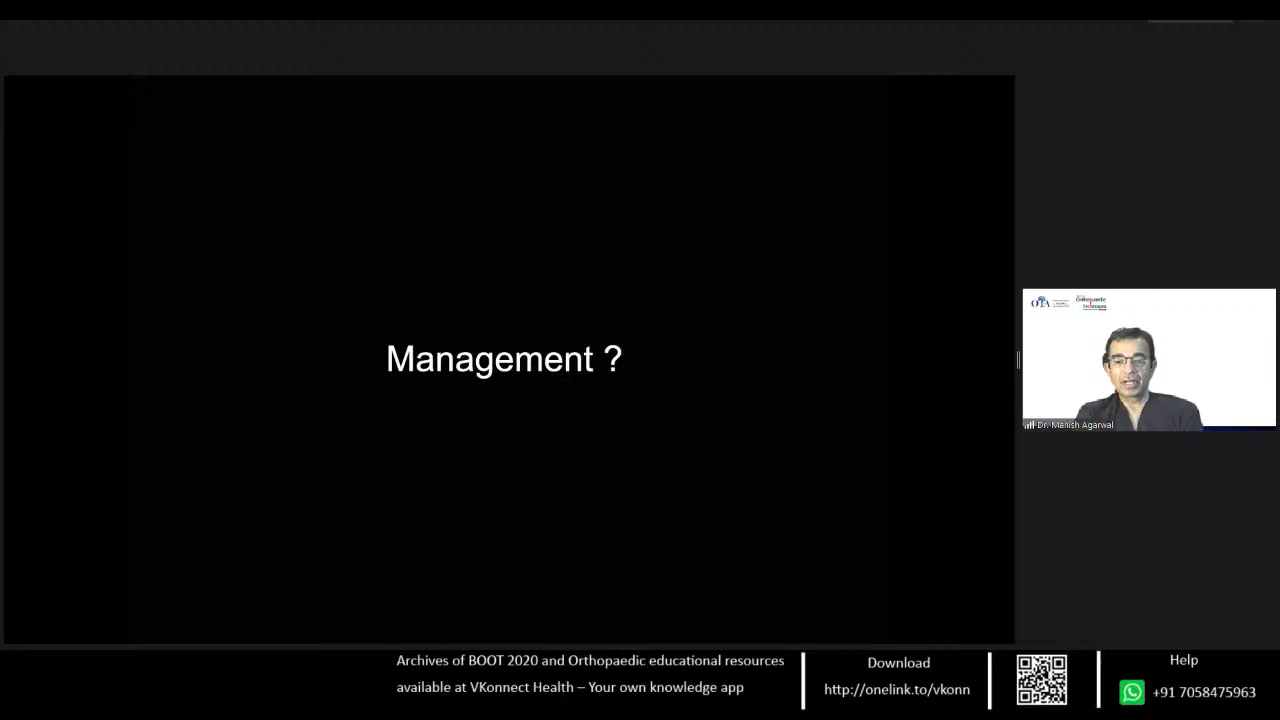 Management ?
Orthopaedic
Dr. Manish Agarwal
Archives of BOOT 2020 and Orthopaedic educational resources
available at VKonnect Health – Your own knowledge app
Download
http://onelink.to/vkonn
Help
+91 7058475963